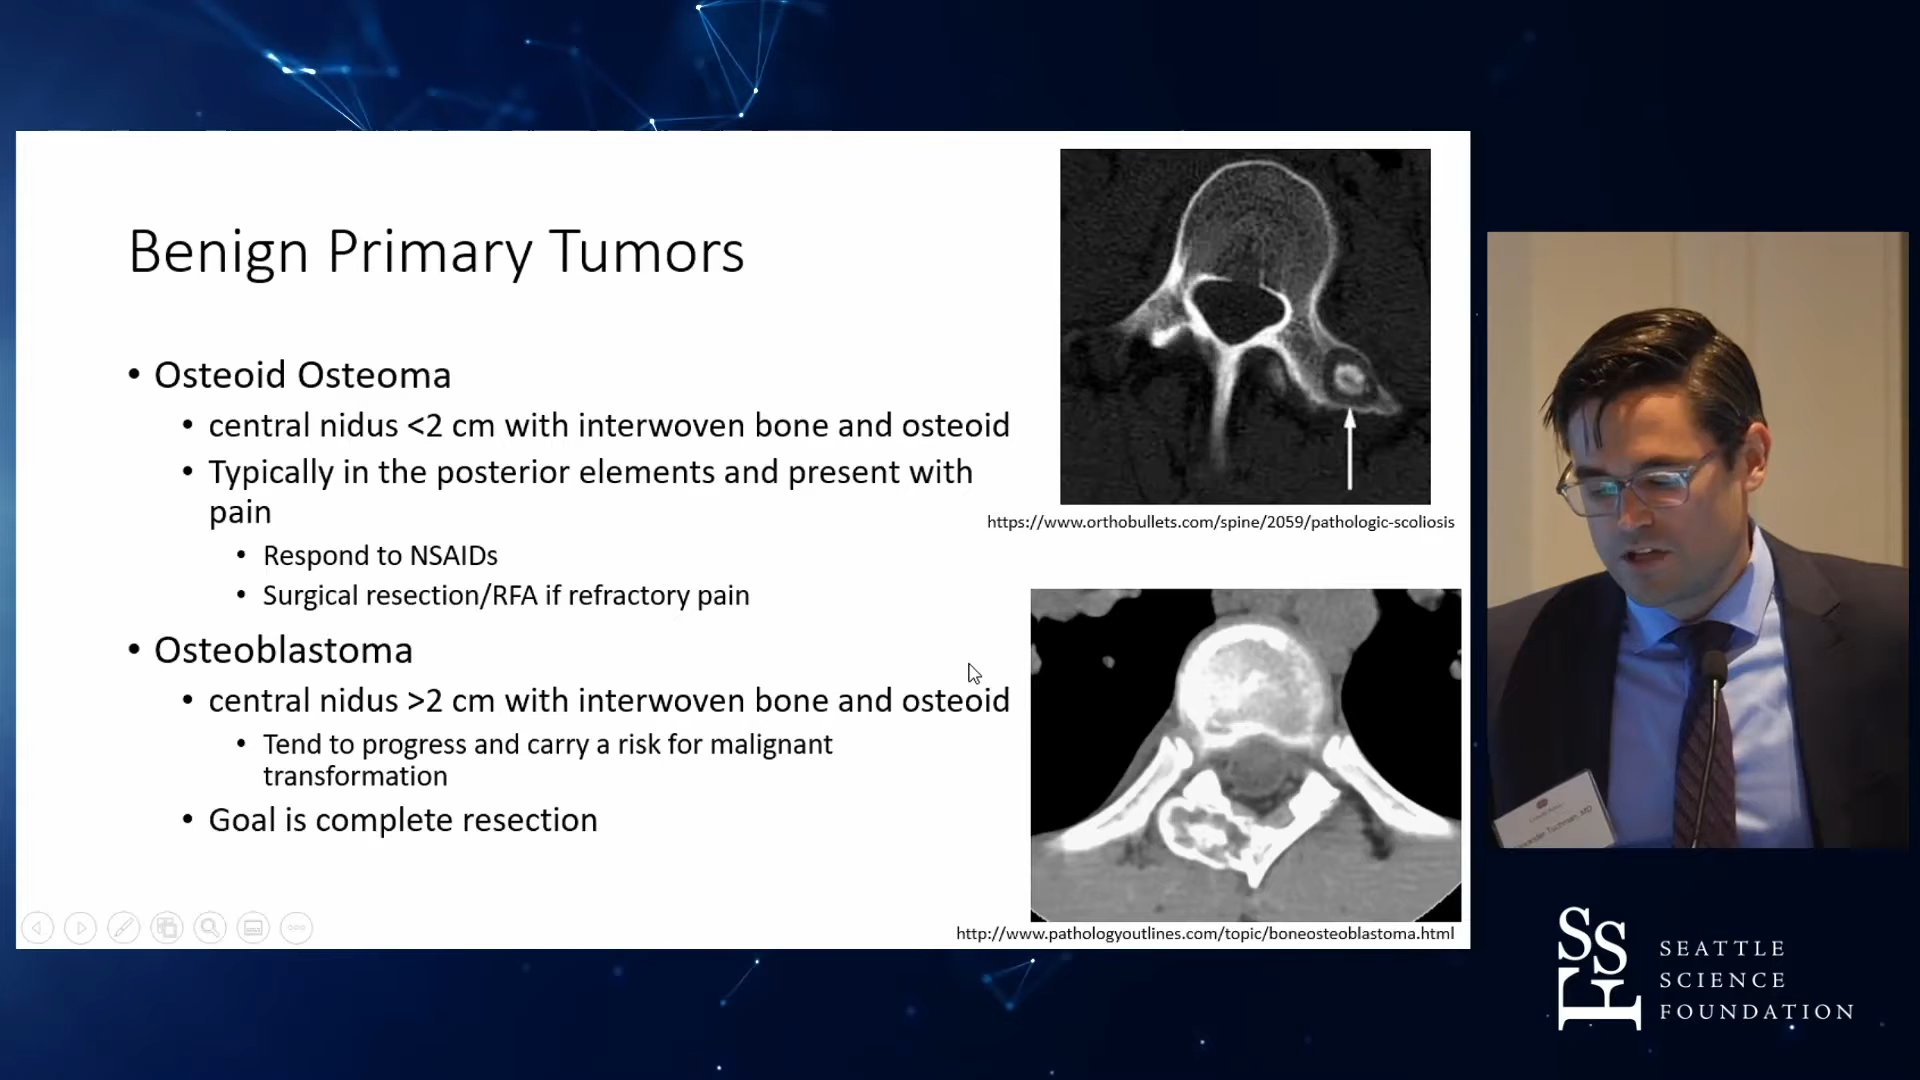 Benign Primary Tumors
• Osteoid Osteoma
• central nidus <2 cm with interwoven bone and osteoid
• Typically in the posterior elements and present with
pain
• Respond to NSAIDs
• Surgical resection/RFA if refractory pain
• Osteoblastoma
• central nidus >2 cm with interwoven bone and osteoid
• Tend to progress and carry a risk for malignant
transformation
• Goal is complete resection
https://www.orthobullets.com/spine/2059/pathologic-scoliosis
http://www.pathologyoutlines.com/topic/boneosteoblastoma.html
Tuchman, MD
SSF
SEATTLE
SCIENCE
FOUNDATION